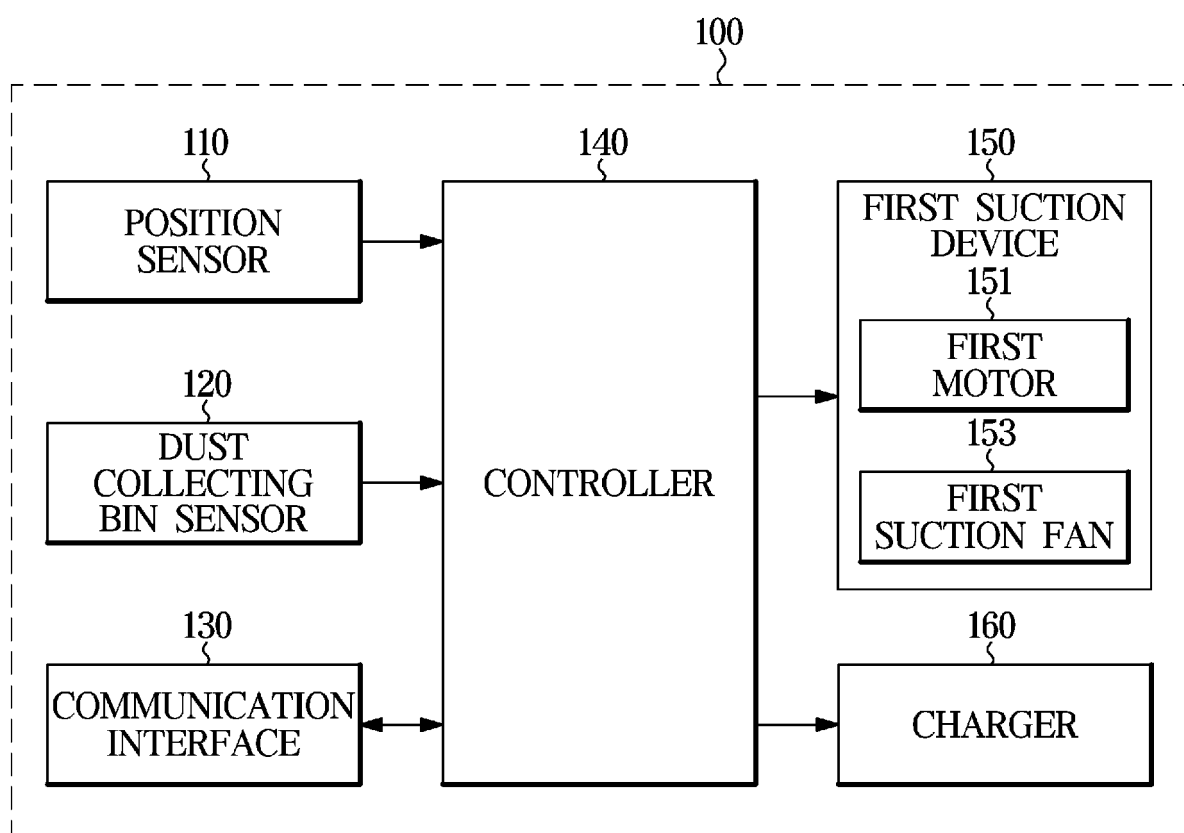 100
110
POSITION
SENSOR
120
DUST
COLLECTING
BIN SENSOR
130
COMMUNICATION
INTERFACE
140
CONTROLLER
150
FIRST SUCTION
DEVICE
151
FIRST
MOTOR
153
FIRST
SUCTION FAN
160
CHARGER